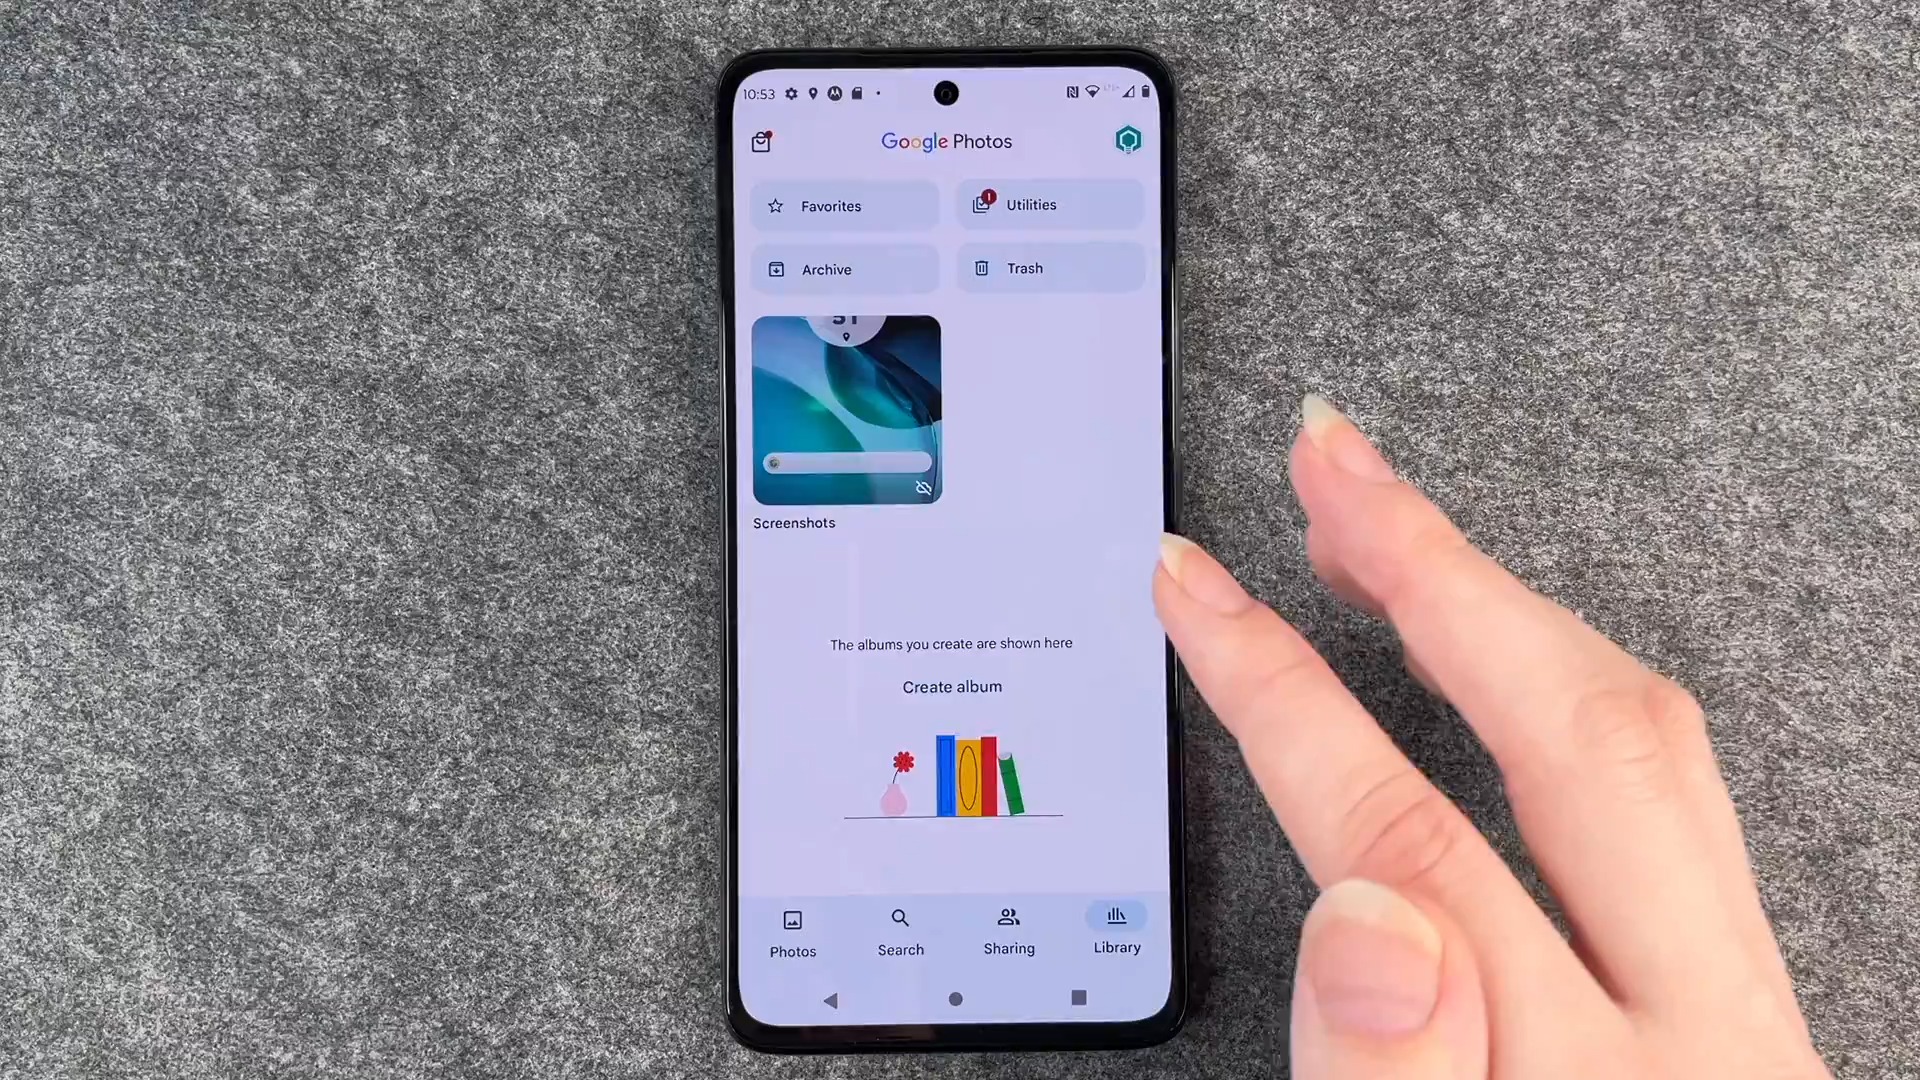 10:53
Google Photos
Favorites
Utilities
Archive
Trash
Screenshots
The albums you create are shown here
Create album
Photos
Search
Sharing
Library